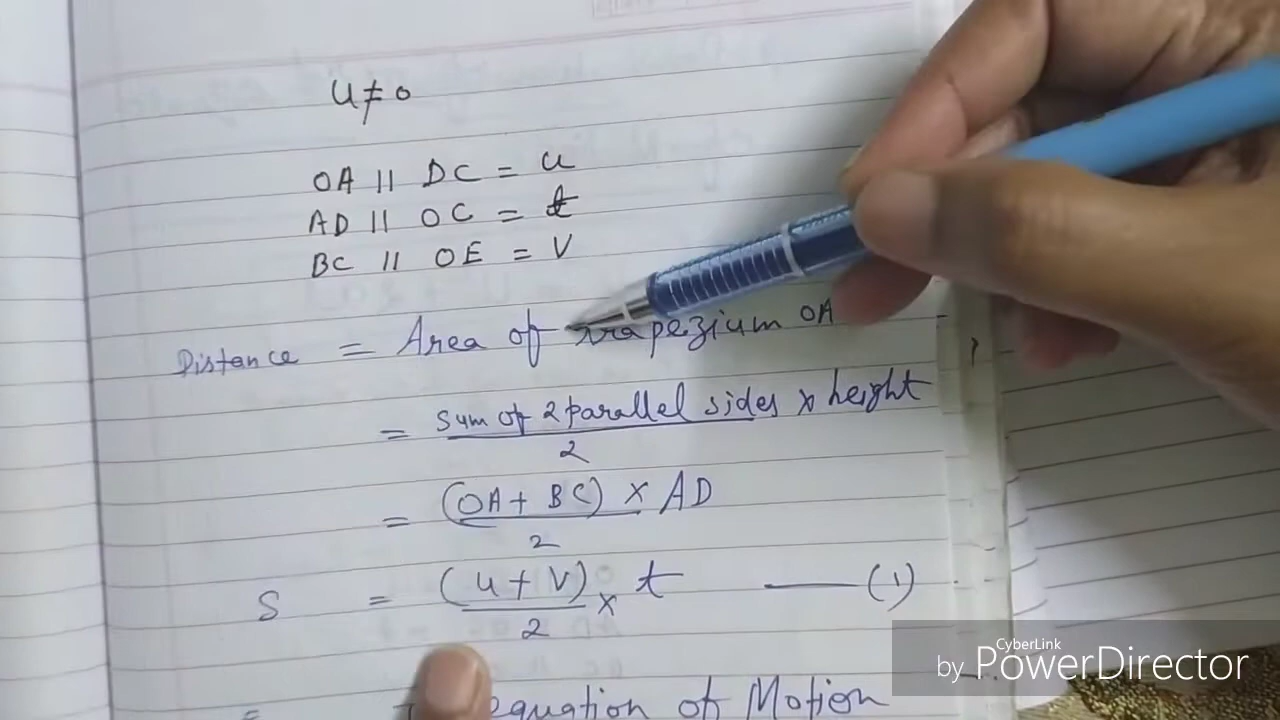 U ≠ 0
OA || DC = u
AD || OC = t
BC || OE = V
Distance = Area of trapezium OA
= sum of 2 parallel sides x height
2
= (OA + BC) x AD
2
S = (u + v) x t —— (1)
2
= equation of Motion
CyberLink
by PowerDirector